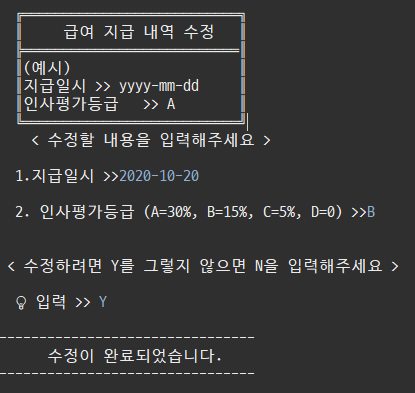 급여 지급 내역 수정
(예시)
지급일시 >> yyyy-mm-dd
인사평가등급 >> A
< 수정할 내용을 입력해주세요 >
1.지급일시 >>2020-10-20
2. 인사평가등급 (A=30%, B=15%, C=5%, D=0) >>B
< 수정하려면 Y를 그렇지 않으면 N을 입력해주세요 >
입력 >> Y
--------------------------------
수정이 완료되었습니다.
--------------------------------